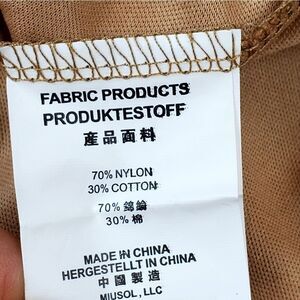 FABRIC PRODUCTS
PRODUKTESTOFF
產品面料
70% NYLON
30% COTTON
70% 錦綸
30% 棉
MADE IN CHINA
HERGESTELLT IN CHINA
中國製造
MIUSOL, LLC